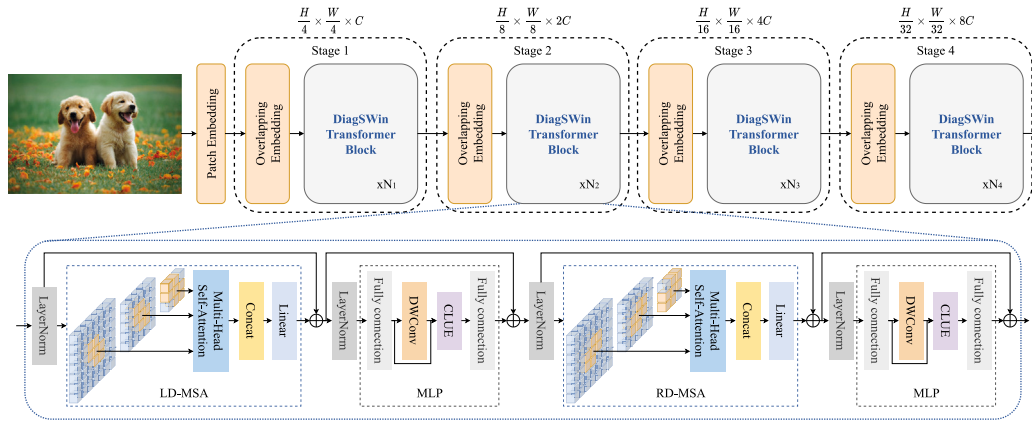 H/4 × W/4 × C
H/8 × W/8 × 2C
H/16 × W/16 × 4C
H/32 × W/32 × 8C
Stage 1
Stage 2
Stage 3
Stage 4
Patch Embedding
Overlapping
Embedding
DiagSWin
Transformer
Block
xN1
Overlapping
Embedding
DiagSWin
Transformer
Block
xN2
Overlapping
Embedding
DiagSWin
Transformer
Block
xN3
Overlapping
Embedding
DiagSWin
Transformer
Block
xN4
LayerNorm
Multi-Head
Self-Attention
Concat
Linear
LD-MSA
LayerNorm
Fully connection
DWConv
CLUE
Fully connection
MLP
LayerNorm
Multi-Head
Self-Attention
Concat
Linear
RD-MSA
LayerNorm
Fully connection
DWConv
CLUE
Fully connection
MLP